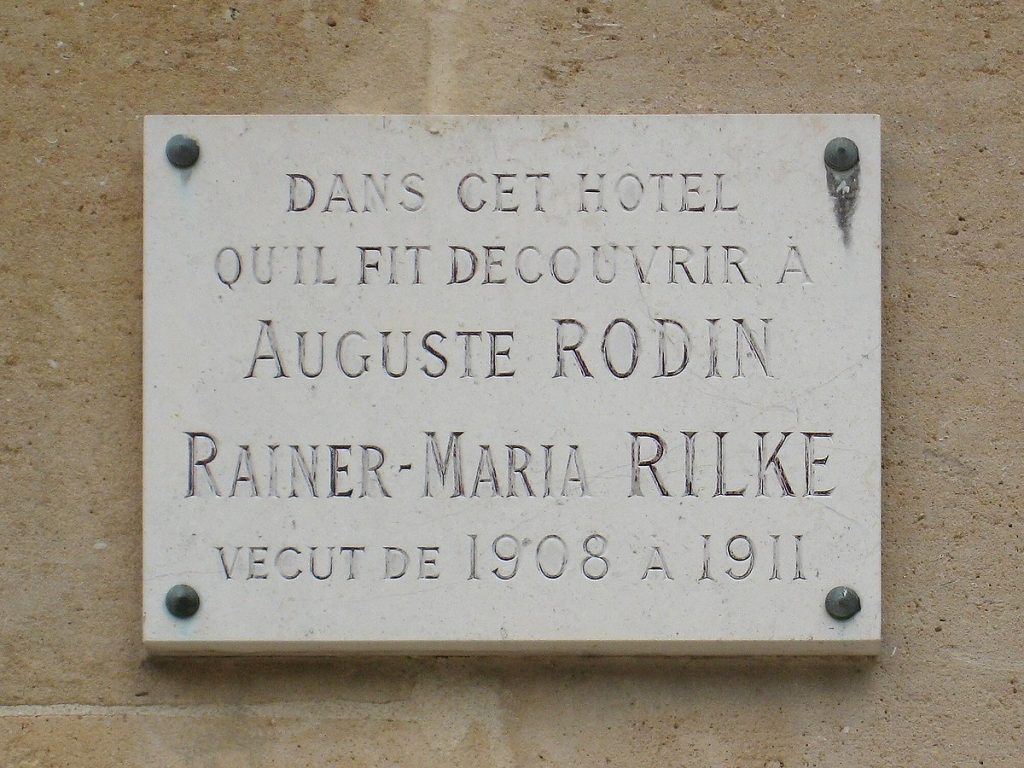 DANS CET HOTEL
QU'IL FIT DECOUVRIR A
AUGUSTE RODIN
RAINER-MARIA RILKE
VECUT DE 1908 A 1911